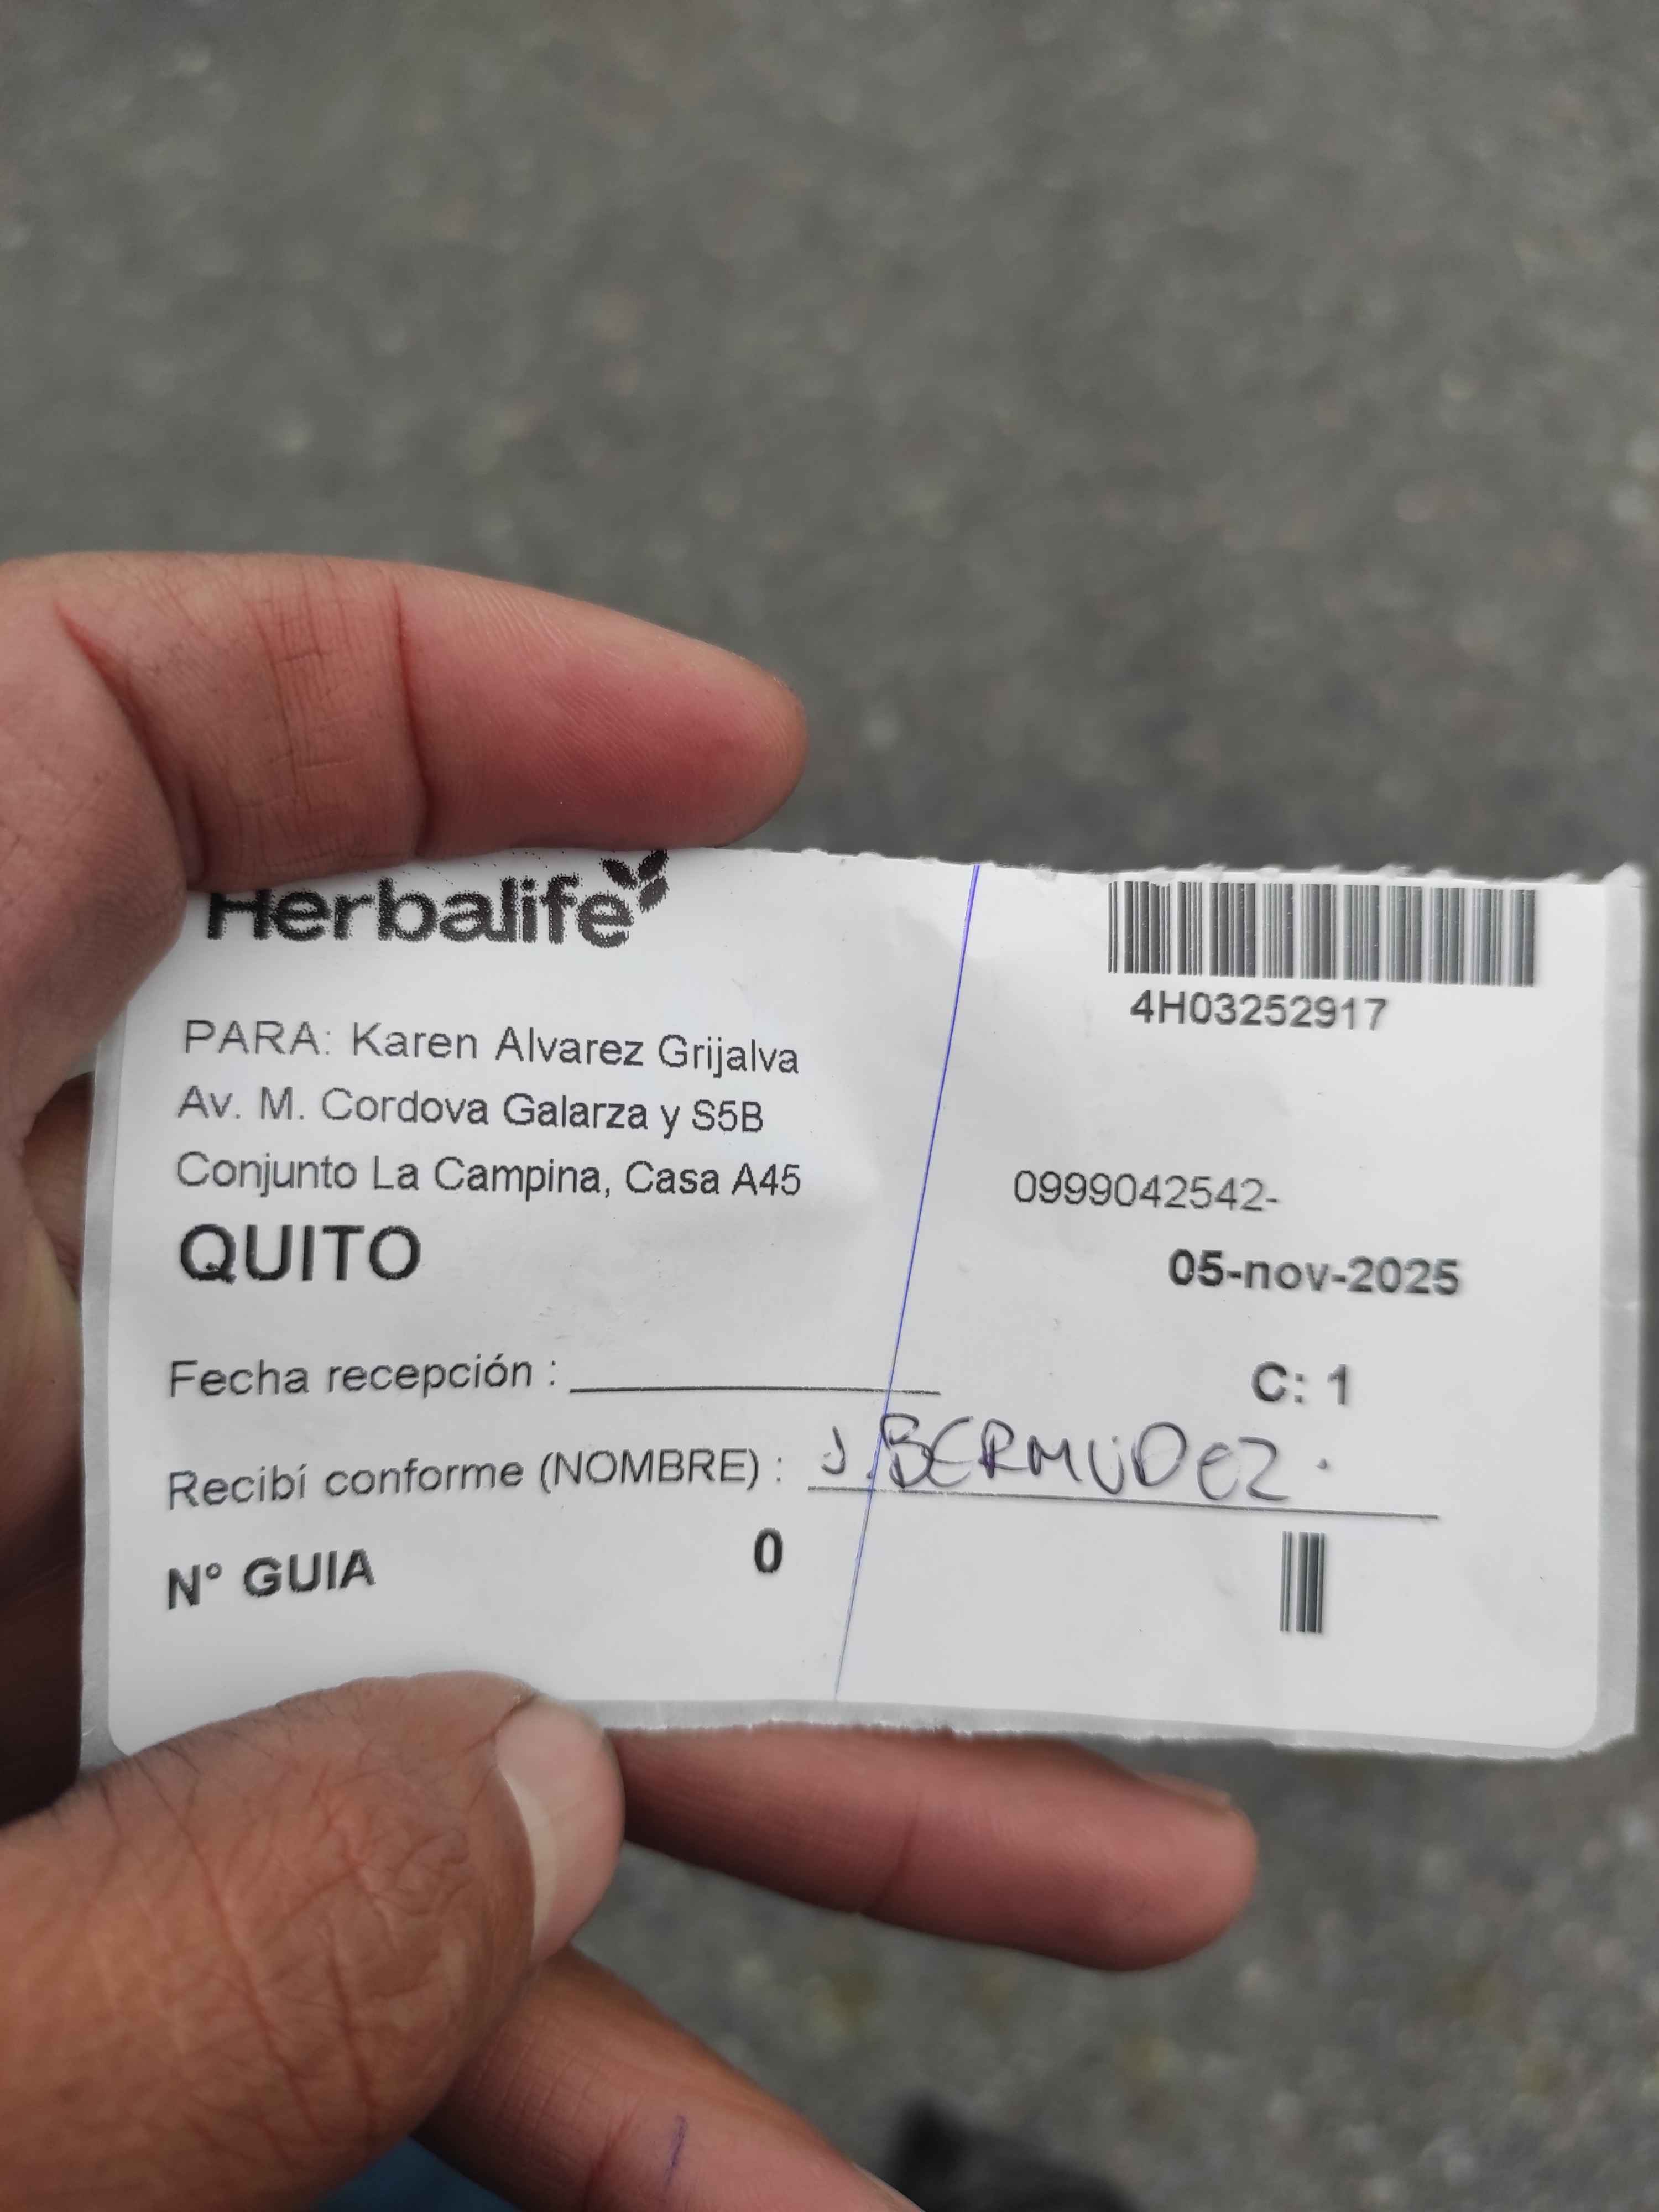 Herbalife
4H03252917
PARA: Karen Alvarez Grijalva
Av. M. Cordova Galarza y S5B
Conjunto La Campina, Casa A45
0999042542-
QUITO
05-nov-2025
Fecha recepción :
C: 1
Recibí conforme (NOMBRE) : J. BERMUDEZ.
N° GUIA 0